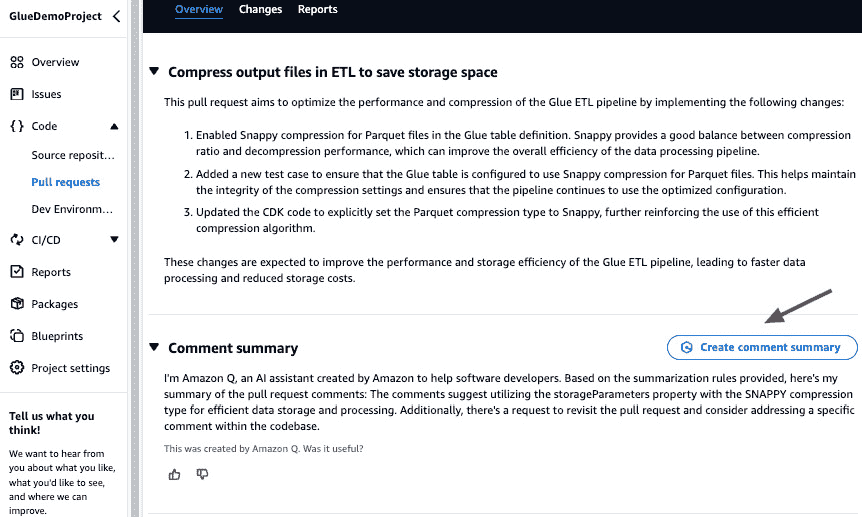 GlueDemoProject
Overview
Issues
Code
Source reposit...
Pull requests
Dev Environm...
CI/CD
Reports
Packages
Blueprints
Project settings
Tell us what you
think!
We want to hear from
you about what you like,
what you'd like to see,
and where we can
improve.
Overview Changes Reports
Compress output files in ETL to save storage space
This pull request aims to optimize the performance and compression of the Glue ETL pipeline by implementing the following changes:
1. Enabled Snappy compression for Parquet files in the Glue table definition. Snappy provides a good balance between compression
ratio and decompression performance, which can improve the overall efficiency of the data processing pipeline.
2. Added a new test case to ensure that the Glue table is configured to use Snappy compression for Parquet files. This helps maintain
the integrity of the compression settings and ensures that the pipeline continues to use the optimized configuration.
3. Updated the CDK code to explicitly set the Parquet compression type to Snappy, further reinforcing the use of this efficient
compression algorithm.
These changes are expected to improve the performance and storage efficiency of the Glue ETL pipeline, leading to faster data
processing and reduced storage costs.
Comment summary
Create comment summary
I'm Amazon Q, an AI assistant created by Amazon to help software developers. Based on the summarization rules provided, here's my
summary of the pull request comments: The comments suggest utilizing the storageParameters property with the SNAPPY compression
type for efficient data storage and processing. Additionally, there's a request to revisit the pull request and consider addressing a specific
comment within the codebase.
This was created by Amazon Q. Was it useful?